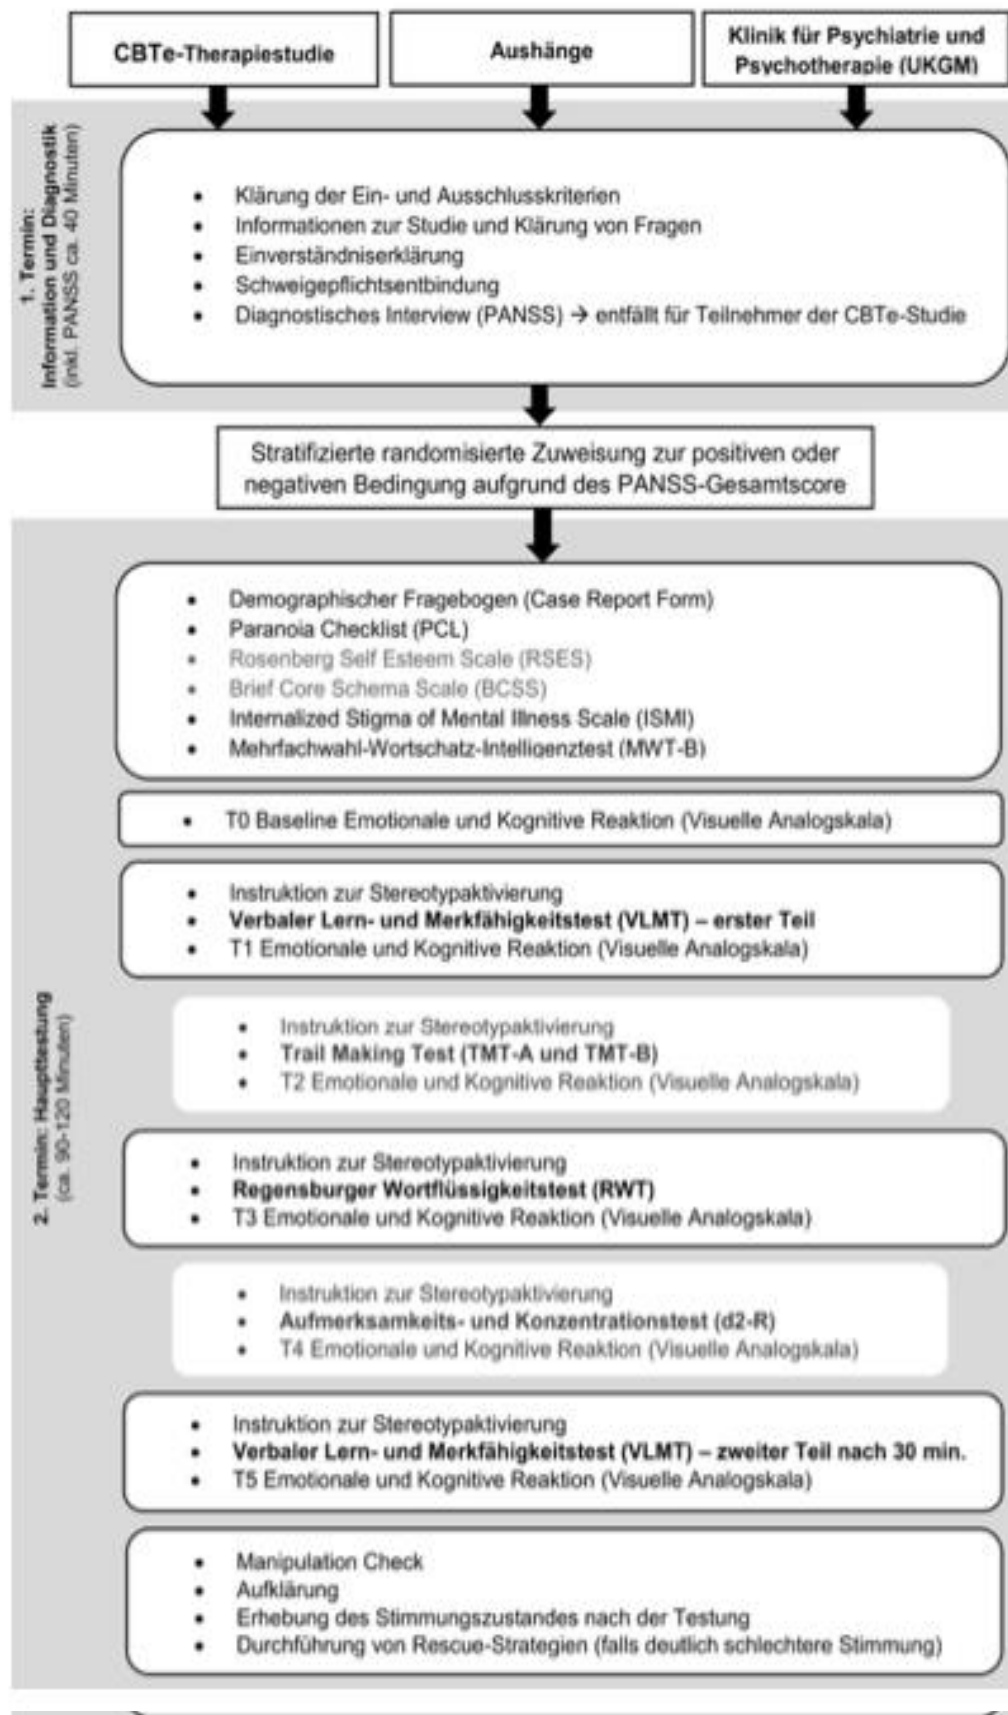 CBTe-Therapiestudie
Aushänge
Klinik für Psychiatrie und
Psychotherapie (UKGM)
1. Termin:
Information und Diagnostik
(inkl. PANSS ca. 40 Minuten)
• Klärung der Ein- und Ausschlusskriterien
• Informationen zur Studie und Klärung von Fragen
• Einverständniserklärung
• Schweigepflichtsentbindung
• Diagnostisches Interview (PANSS) → entfällt für Teilnehmer der CBTe-Studie
Stratifizierte randomisierte Zuweisung zur positiven oder
negativen Bedingung aufgrund des PANSS-Gesamtscore
2. Termin: Haupttestung
(ca. 90-120 Minuten)
• Demographischer Fragebogen (Case Report Form)
• Paranoia Checklist (PCL)
• Rosenberg Self Esteem Scale (RSES)
• Brief Core Schema Scale (BCSS)
• Internalized Stigma of Mental Illness Scale (ISMI)
• Mehrfachwahl-Wortschatz-Intelligenztest (MWT-B)
• T0 Baseline Emotionale und Kognitive Reaktion (Visuelle Analogskala)
• Instruktion zur Stereotypaktivierung
• Verbaler Lern- und Merkfähigkeitstest (VLMT) – erster Teil
• T1 Emotionale und Kognitive Reaktion (Visuelle Analogskala)
• Instruktion zur Stereotypaktivierung
• Trail Making Test (TMT-A und TMT-B)
• T2 Emotionale und Kognitive Reaktion (Visuelle Analogskala)
• Instruktion zur Stereotypaktivierung
• Regensburger Wortflüssigkeitstest (RWT)
• T3 Emotionale und Kognitive Reaktion (Visuelle Analogskala)
• Instruktion zur Stereotypaktivierung
• Aufmerksamkeits- und Konzentrationstest (d2-R)
• T4 Emotionale und Kognitive Reaktion (Visuelle Analogskala)
• Instruktion zur Stereotypaktivierung
• Verbaler Lern- und Merkfähigkeitstest (VLMT) – zweiter Teil nach 30 min.
• T5 Emotionale und Kognitive Reaktion (Visuelle Analogskala)
• Manipulation Check
• Aufklärung
• Erhebung des Stimmungszustandes nach der Testung
• Durchführung von Rescue-Strategien (falls deutlich schlechtere Stimmung)